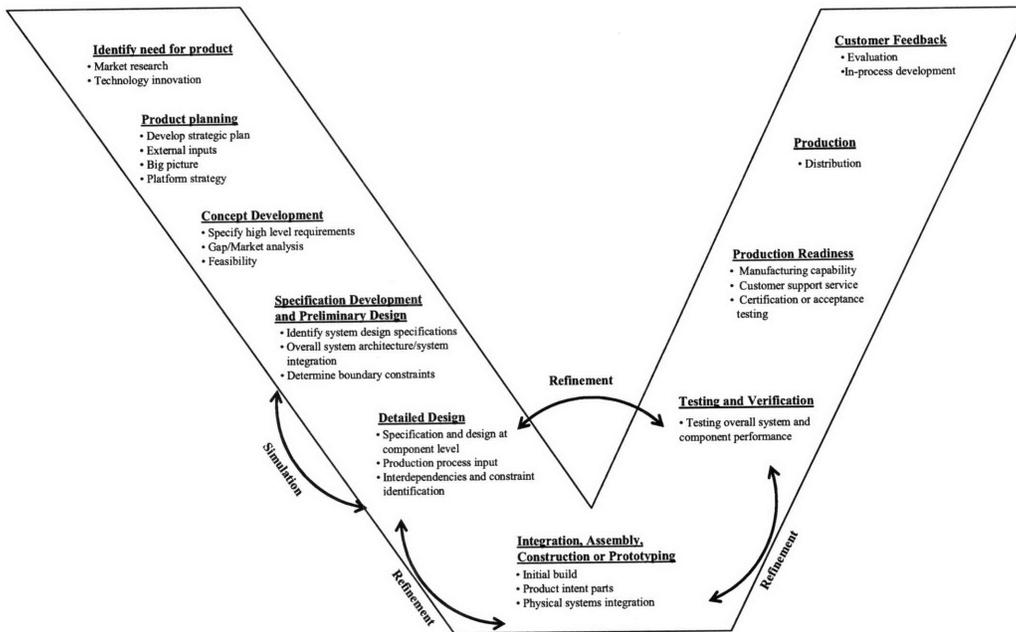 Identify need for product
• Market research
• Technology innovation
Product planning
• Develop strategic plan
• External inputs
• Big picture
• Platform strategy
Concept Development
• Specify high level requirements
• Gap/Market analysis
• Feasibility
Specification Development
and Preliminary Design
• Identify system design specifications
• Overall system architecture/system
integration
• Determine boundary constraints
Simulation
Detailed Design
• Specification and design at
component level
• Production process input
• Interdependencies and constraint
identification
Refinement
Integration, Assembly,
Construction or Prototyping
• Initial build
• Product intent parts
• Physical systems integration
Refinement
Refinement
Testing and Verification
• Testing overall system and
component performance
Production Readiness
• Manufacturing capability
• Customer support service
• Certification or acceptance
testing
Production
• Distribution
Customer Feedback
• Evaluation
•In-process development